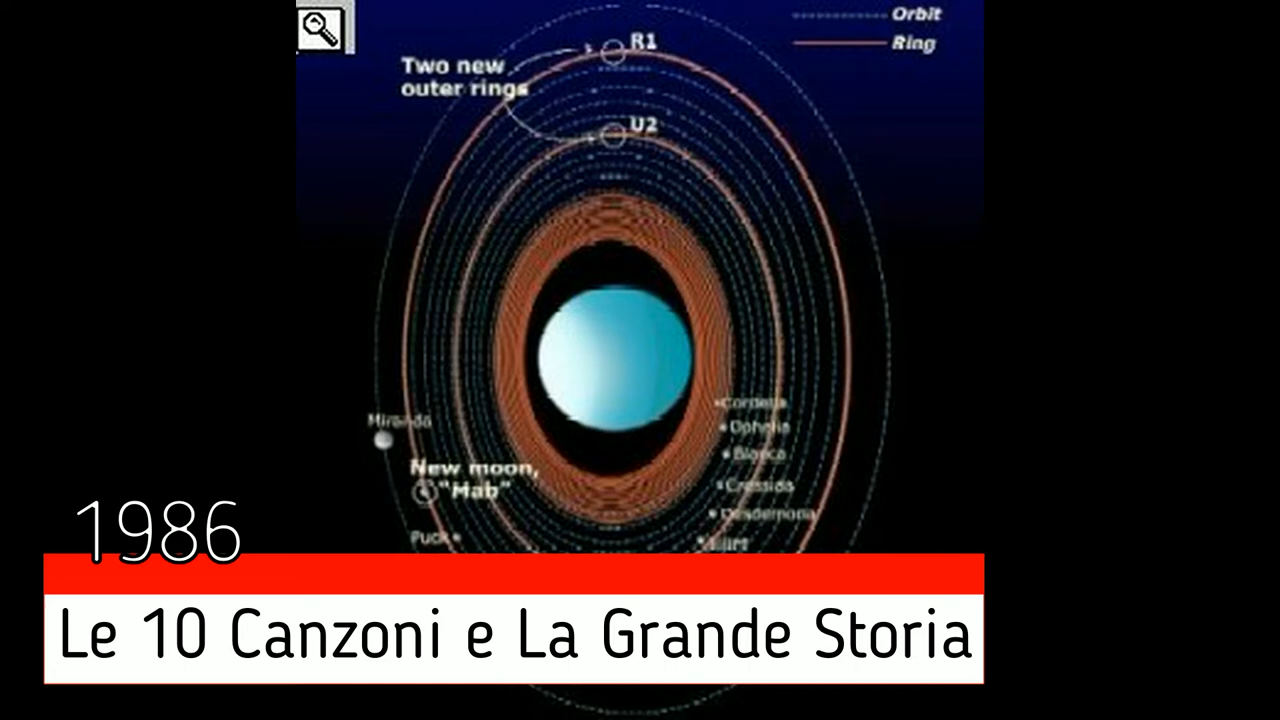 Orbit
R1
Ring
Two new
outer rings
U2
Cordelia
Miranda
Ophelia
Bianca
New moon,
"Mab"
Cressida
Desdemona
Puck
1986
Le 10 Canzoni e La Grande Storia